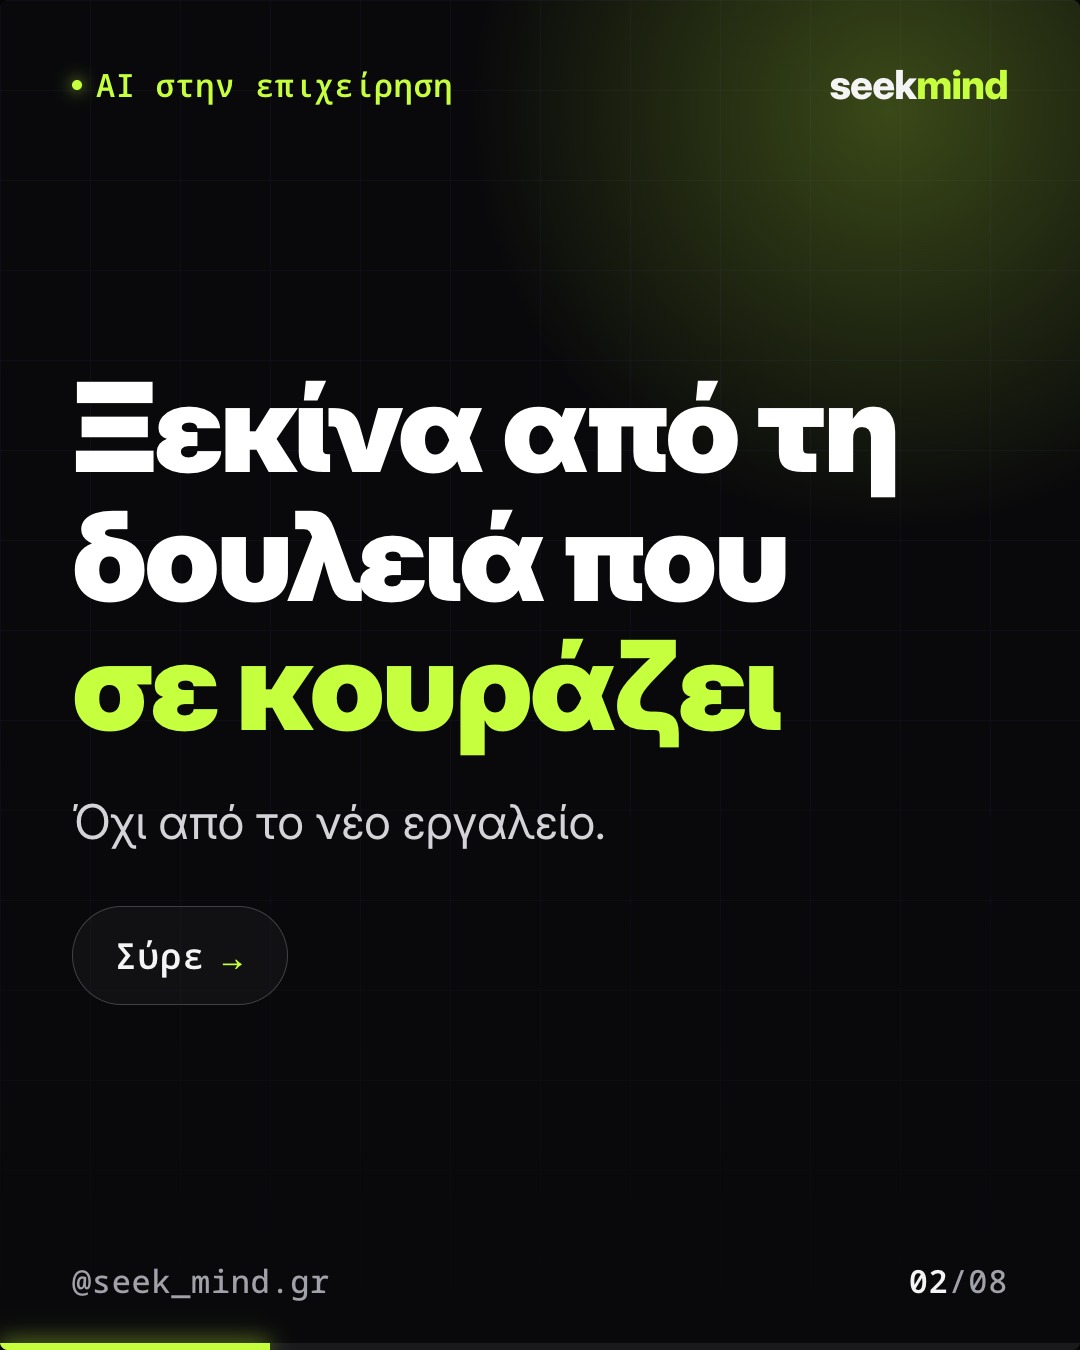 • AI στην επιχείρηση
seekmind
Ξεκίνα από τη
δουλειά που
σε κουράζει
Όχι από το νέο εργαλείο.
Σύρε →
@seek_mind.gr
02/08